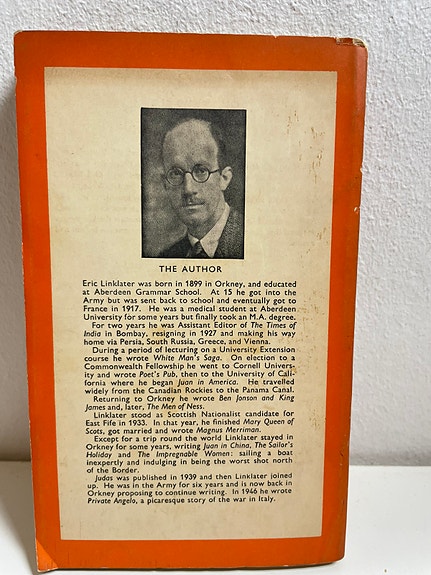 THE AUTHOR
Eric Linklater was born in 1899 in Orkney, and educated
at Aberdeen Grammar School. At 15 he got into the
Army but was sent back to school and eventually got to
France in 1917. He was a medical student at Aberdeen
University for some years but finally took an M.A. degree.
For two years he was Assistant Editor of The Times of
India in Bombay, resigning in 1927 and making his way
home via Persia, South Russia, Greece, and Vienna.
During a period of lecturing on a University Extension
course he wrote White Man's Saga. On election to a
Commonwealth Fellowship he went to Cornell Univers-
ity and wrote Poet's Pub, then to the University of Cali-
fornia where he began Juan in America. He travelled
widely from the Canadian Rockies to the Panama Canal.
Returning to Orkney he wrote Ben Jonson and King
James and, later, The Men of Ness.
Linklater stood as Scottish Nationalist candidate for
East Fife in 1933. In that year, he finished Mary Queen of
Scots, got married and wrote Magnus Merriman.
Except for a trip round the world Linklater stayed in
Orkney for some years, writing Juan in China, The Sailor's
Holiday and The Impregnable Women: sailing a boat
inexpertly and indulging in being the worst shot north
of the Border.
Judas was published in 1939 and then Linklater joined
up. He was in the Army for six years and is now back in
Orkney proposing to continue writing. In 1946 he wrote
Private Angelo, a picaresque story of the war in Italy.